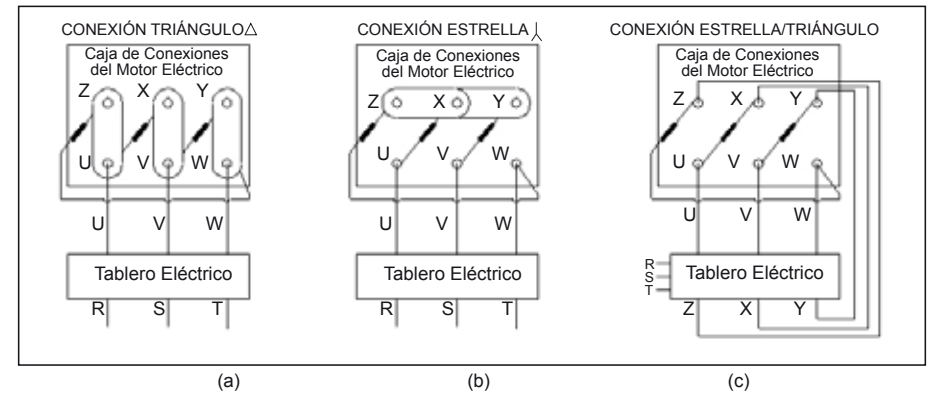 CONEXIÓN TRIÁNGULO△
Caja de Conexiones
del Motor Eléctrico
Z X Y
U V W
U V W
Tablero Eléctrico
R S T
(a)
CONEXIÓN ESTRELLA
Caja de Conexiones
del Motor Eléctrico
Z X Y
U V W
U V W
Tablero Eléctrico
R S T
(b)
CONEXIÓN ESTRELLA/TRIÁNGULO
Caja de Conexiones
del Motor Eléctrico
Z X Y
U V W
U V W
R
S
T
Tablero Eléctrico
Z X Y
(c)